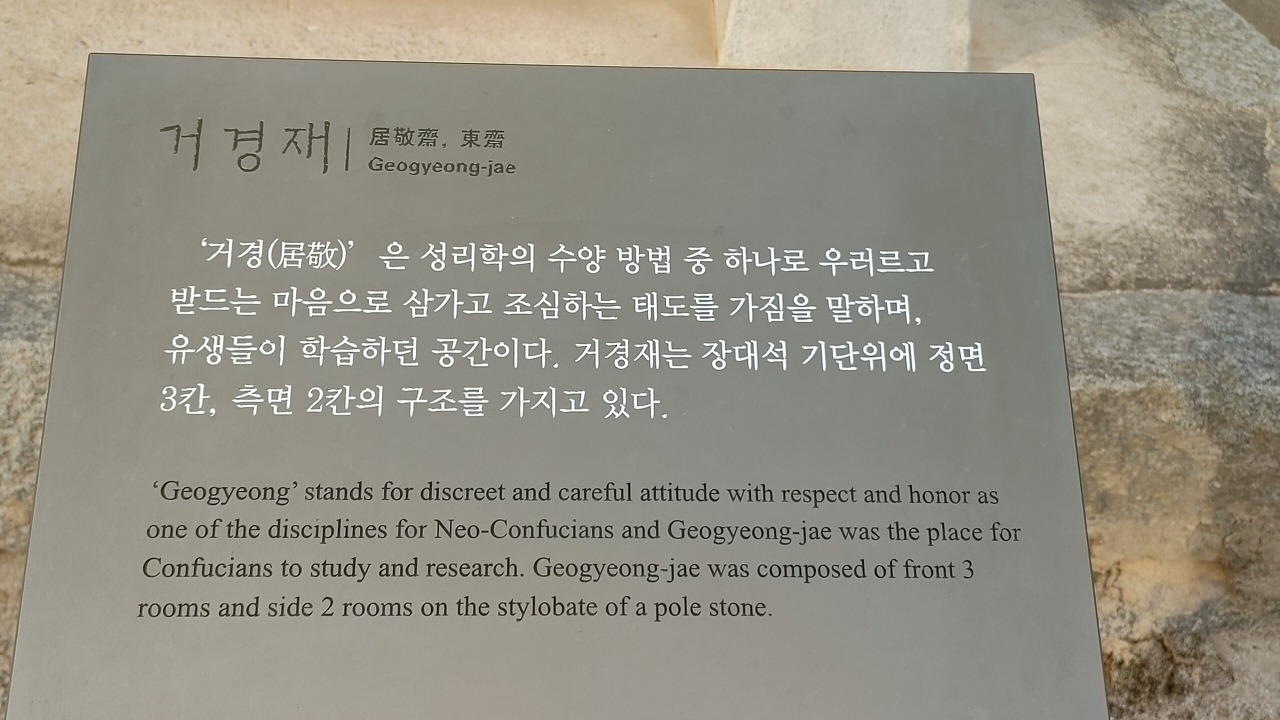 거경재 居敬齋, 東齋
Geogyeong-jae
‘거경(居敬)’ 은 성리학의 수양 방법 중 하나로 우러르고
받드는 마음으로 삼가고 조심하는 태도를 가짐을 말하며,
유생들이 학습하던 공간이다. 거경재는 장대석 기단위에 정면
3칸, 측면 2칸의 구조를 가지고 있다.
‘Geogyeong’ stands for discreet and careful attitude with respect and honor as
one of the disciplines for Neo-Confucians and Geogyeong-jae was the place for
Confucians to study and research. Geogyeong-jae was composed of front 3
rooms and side 2 rooms on the stylobate of a pole stone.